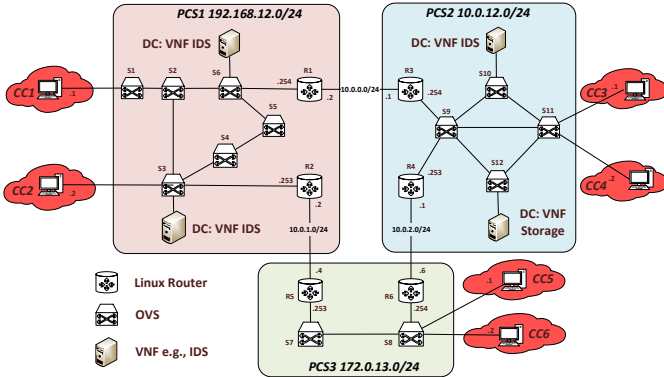 PCS1 192.168.12.0/24
PCS2 10.0.12.0/24
DC: VNF IDS
DC: VNF IDS
S1
S2
S6
.254
R1
10.0.0.0/24
R3
.254
S10
S11
CC1
.1
.2
.1
S9
.1
CC3
S5
S4
S3
.253
R2
R4
.253
S12
CC2
.2
.2
.1
.2
CC4
DC: VNF IDS
DC: VNF
Storage
10.0.1.0/24
10.0.2.0/24
Linux Router
OVS
VNF e.g., IDS
.4
.6
R5
R6
.253
.254
.1
CC5
S7
S8
.2
CC6
PCS3 172.0.13.0/24